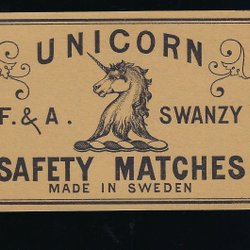 UNICORN
F. & A. SWANZY
SAFETY MATCHES
MADE IN SWEDEN